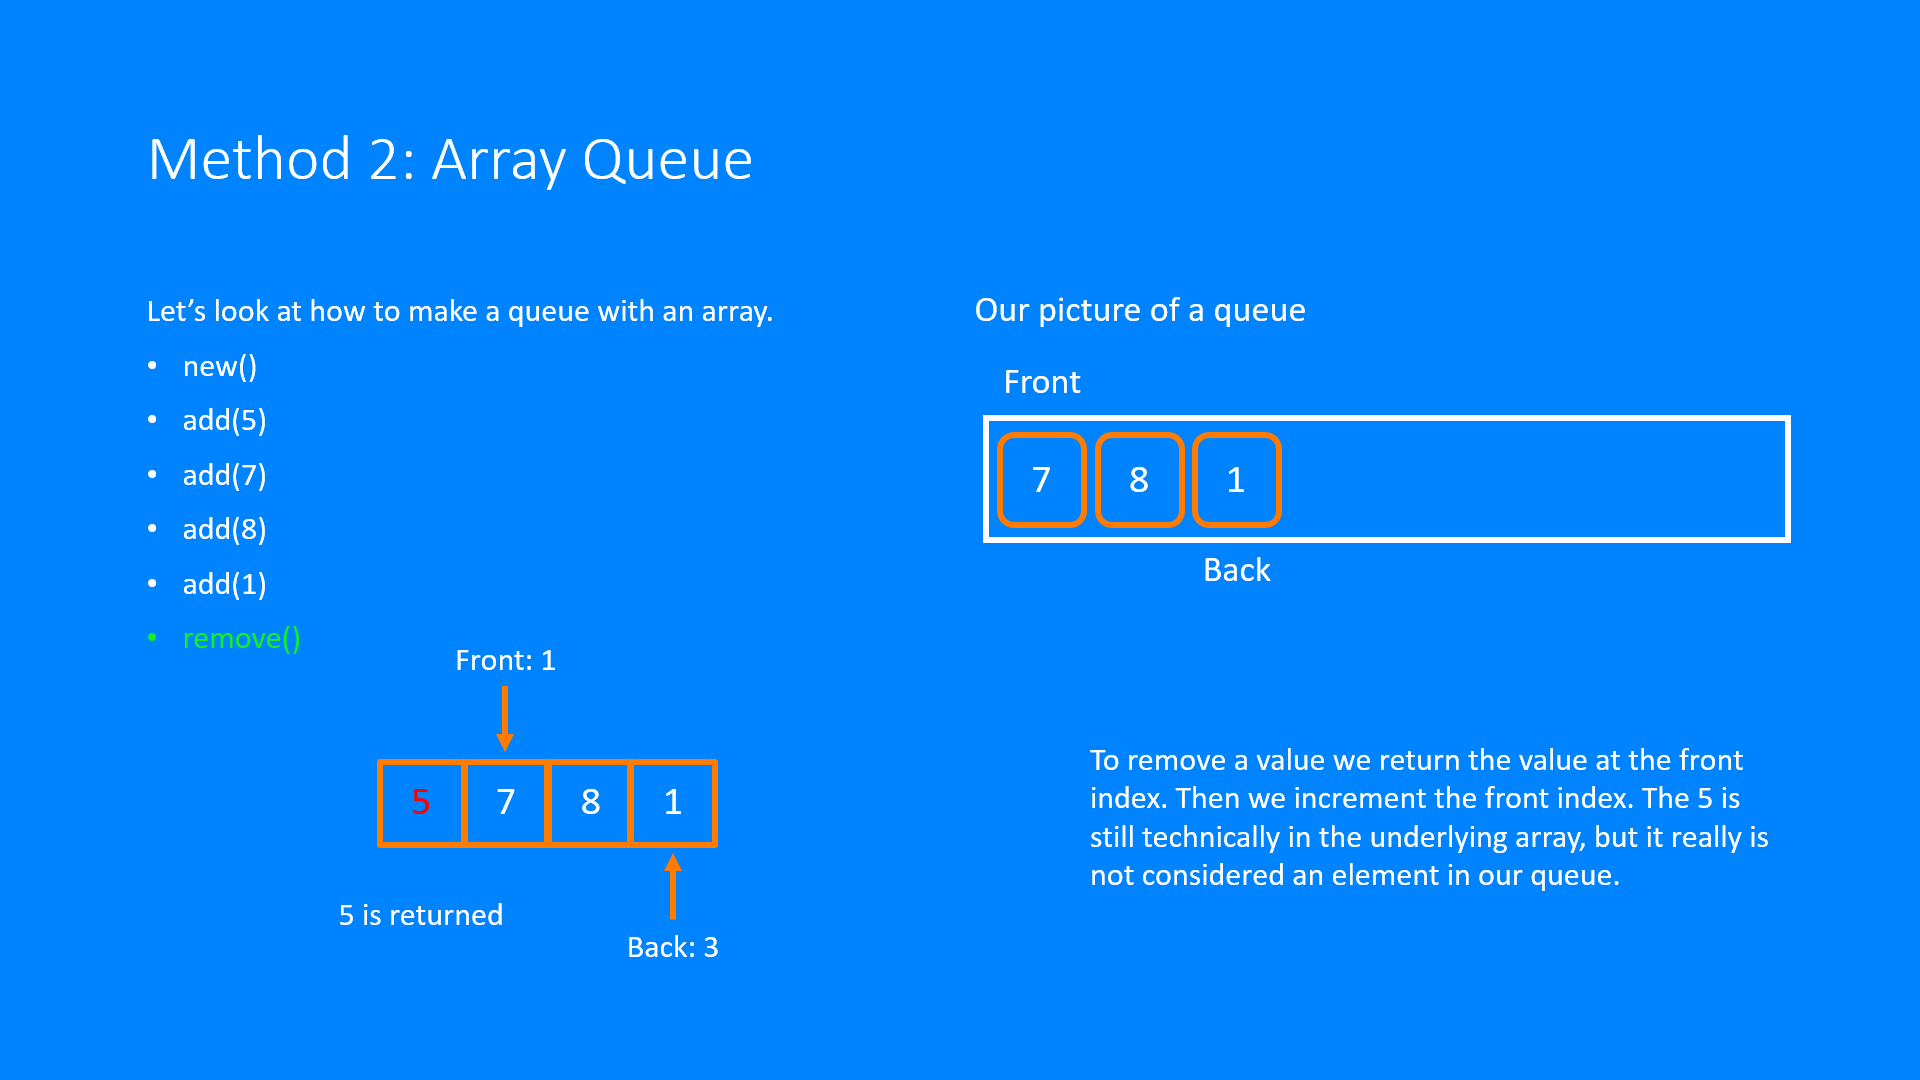 Method 2: Array Queue
Let’s look at how to make a queue with an array.
• new()
• add(5)
• add(7)
• add(8)
• add(1)
• remove()
Front: 1
5 7 8 1
5 is returned
Back: 3
Our picture of a queue
Front
7 8 1
Back
To remove a value we return the value at the front
index. Then we increment the front index. The 5 is
still technically in the underlying array, but it really is
not considered an element in our queue.